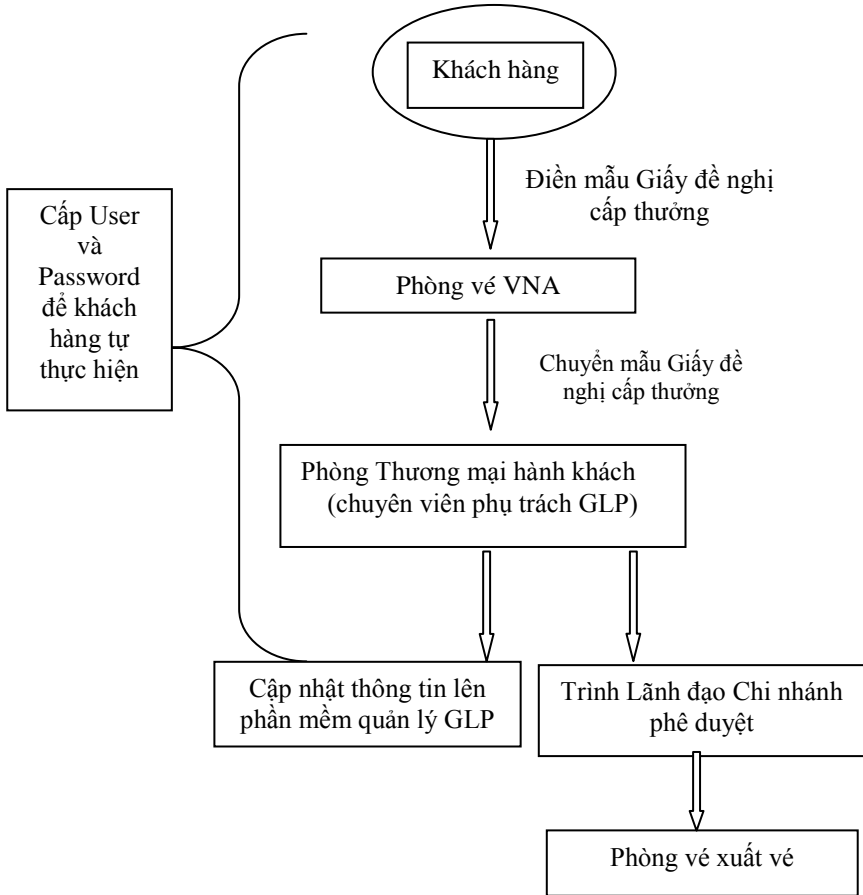 Khách hàng
Điền mẫu Giấy đề nghị
cấp thưởng
Cấp User
và
Password
để khách
hàng tự
thực hiện
Phòng vé VNA
Chuyển mẫu Giấy đề
nghị cấp thưởng
Phòng Thương mại hành khách
(chuyên viên phụ trách GLP)
Cập nhật thông tin lên
phần mềm quản lý GLP
Trình Lãnh đạo Chi nhánh
phê duyệt
Phòng vé xuất vé